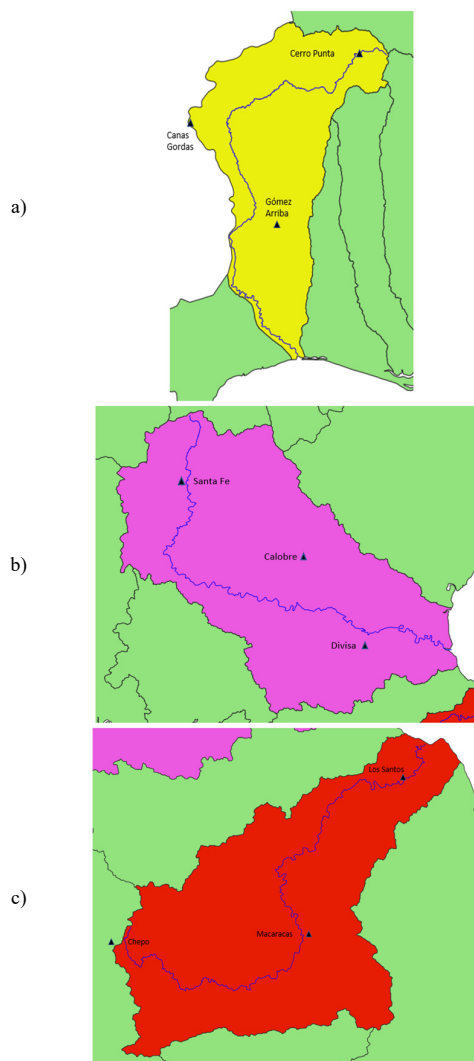 Cerro Punta
Canas
Gordas
a)
Gómez
Arriba
Santa Fe
b)
Calobre
Divisa
Los Santos
c)
Macaracas
Chepo